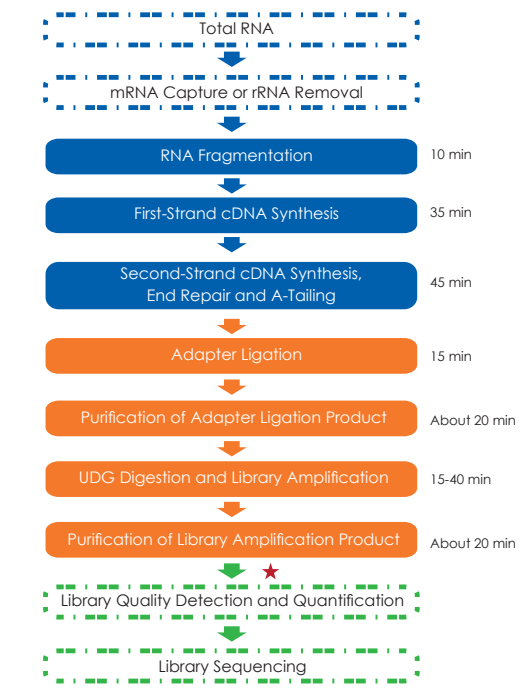 Total RNA
mRNA Capture or rRNA Removal
RNA Fragmentation
10 min
First-Strand cDNA Synthesis
35 min
Second-Strand cDNA Synthesis,
End Repair and A-Tailing
45 min
Adapter Ligation
15 min
Purification of Adapter Ligation Product
About 20 min
UDG Digestion and Library Amplification
15-40 min
Purification of Library Amplification Product
About 20 min
Library Quality Detection and Quantification
Library Sequencing